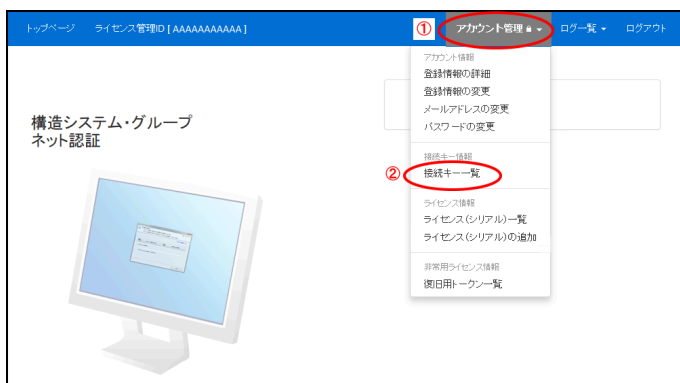 トップページ ライセンス管理ID [ AAAAAAAAAAA ] ① アカウント管理 ログ一覧 ログアウト
アカウント情報
登録情報の詳細
登録情報の変更
メールアドレスの変更
パスワードの変更
構造システム・グループ
ネット認証
接続キー情報
② 接続キー一覧
ライセンス情報
ライセンス(シリアル)一覧
ライセンス(シリアル)の追加
非常用ライセンス情報
復旧用トークン一覧